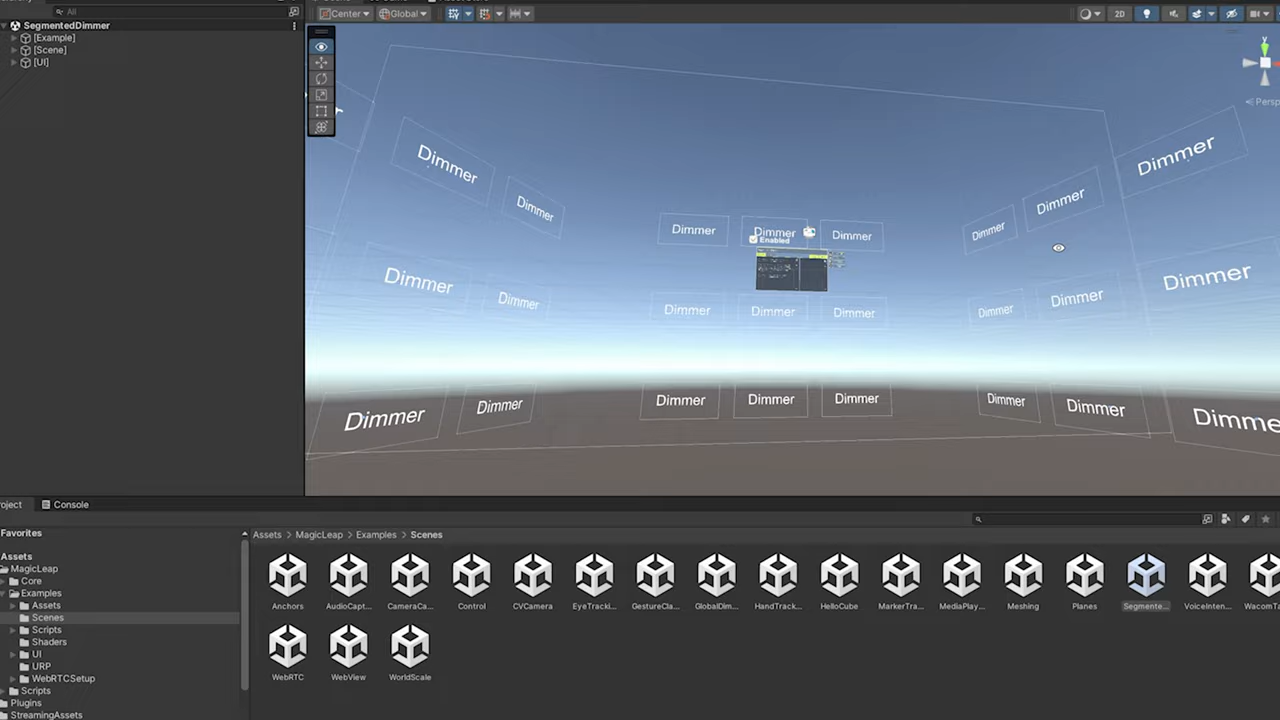 Center
Global
2D
All
SegmentedDimmer
[Example]
[Scene]
[UI]
y
Persp
Dimmer Dimmer
Dimmer Dimmer
Dimmer Dimmer
Dimmer Dimmer Dimmer
Enabled
Dimmer Dimmer Dimmer Dimmer
Dimmer Dimmer Dimmer Dimmer Dimmer
Dimmer Dimmer Dimmer Dimmer Dimmer Dimmer Dimmer Dimme
oject Console
Favorites
Assets > MagicLeap > Examples > Scenes
Assets
MagicLeap
Core
Examples
Assets
Scenes
Scripts
Shaders
UI
URP
WebRTCSetup
Scripts
Plugins
StreamingAssets
Anchors AudioCapt... CameraCa... Control CVCamera EyeTracki... GestureCla... GlobalDim... HandTrack... HelloCube MarkerTra... MediaPlay... Meshing Planes Segmente... VoiceInten... WacomTa
WebRTC WebView WorldScale